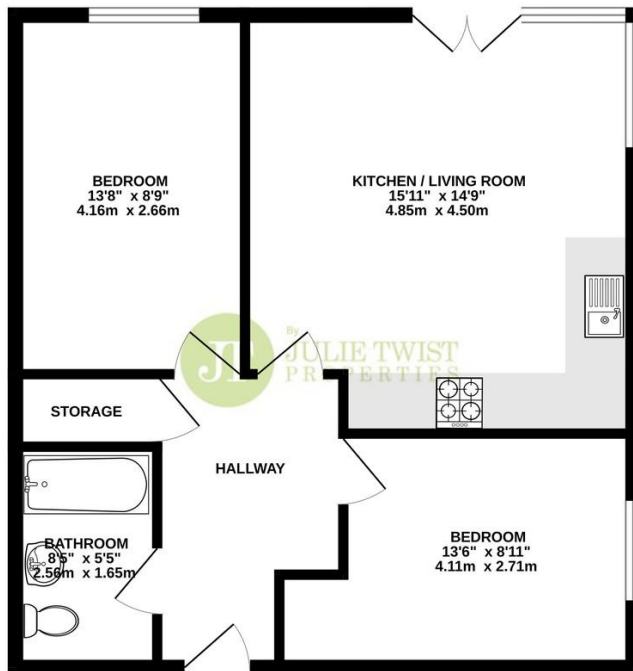 BEDROOM
13'8" x 8'9"
4.16m x 2.66m
KITCHEN / LIVING ROOM
15'11" x 14'9"
4.85m x 4.50m
JT
By
JULIE TWIST
PROPERTIES
STORAGE
HALLWAY
BATHROOM
8'5" x 5'5"
2.56m x 1.65m
BEDROOM
13'6" x 8'11"
4.11m x 2.71m